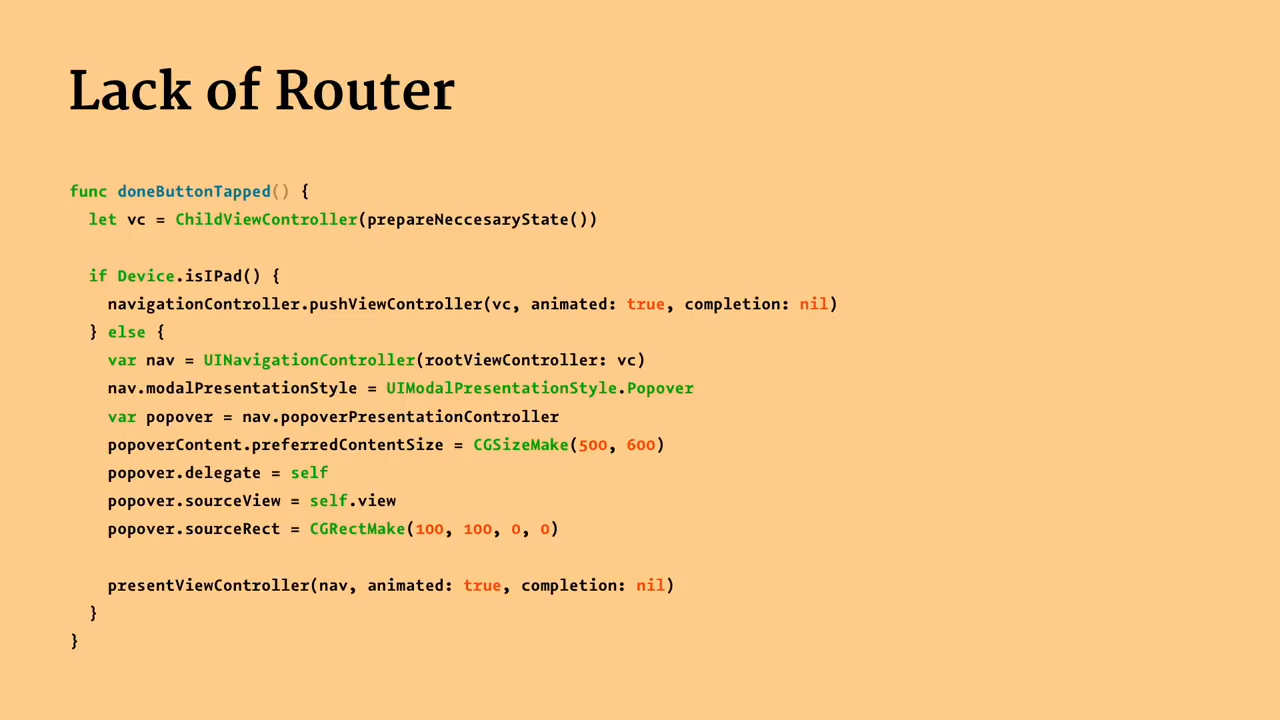 Lack of Router
func doneButtonTapped() {
let vc = ChildViewController(prepareNeccesaryState())
if Device.isIPad() {
navigationController.pushViewController(vc, animated: true, completion: nil)
} else {
var nav = UINavigationController(rootViewController: vc)
nav.modalPresentationStyle = UIModalPresentationStyle.Popover
var popover = nav.popoverPresentationController
popoverContent.preferredContentSize = CGSizeMake(500, 600)
popover.delegate = self
popover.sourceView = self.view
popover.sourceRect = CGRectMake(100, 100, 0, 0)
presentViewController(nav, animated: true, completion: nil)
}
}